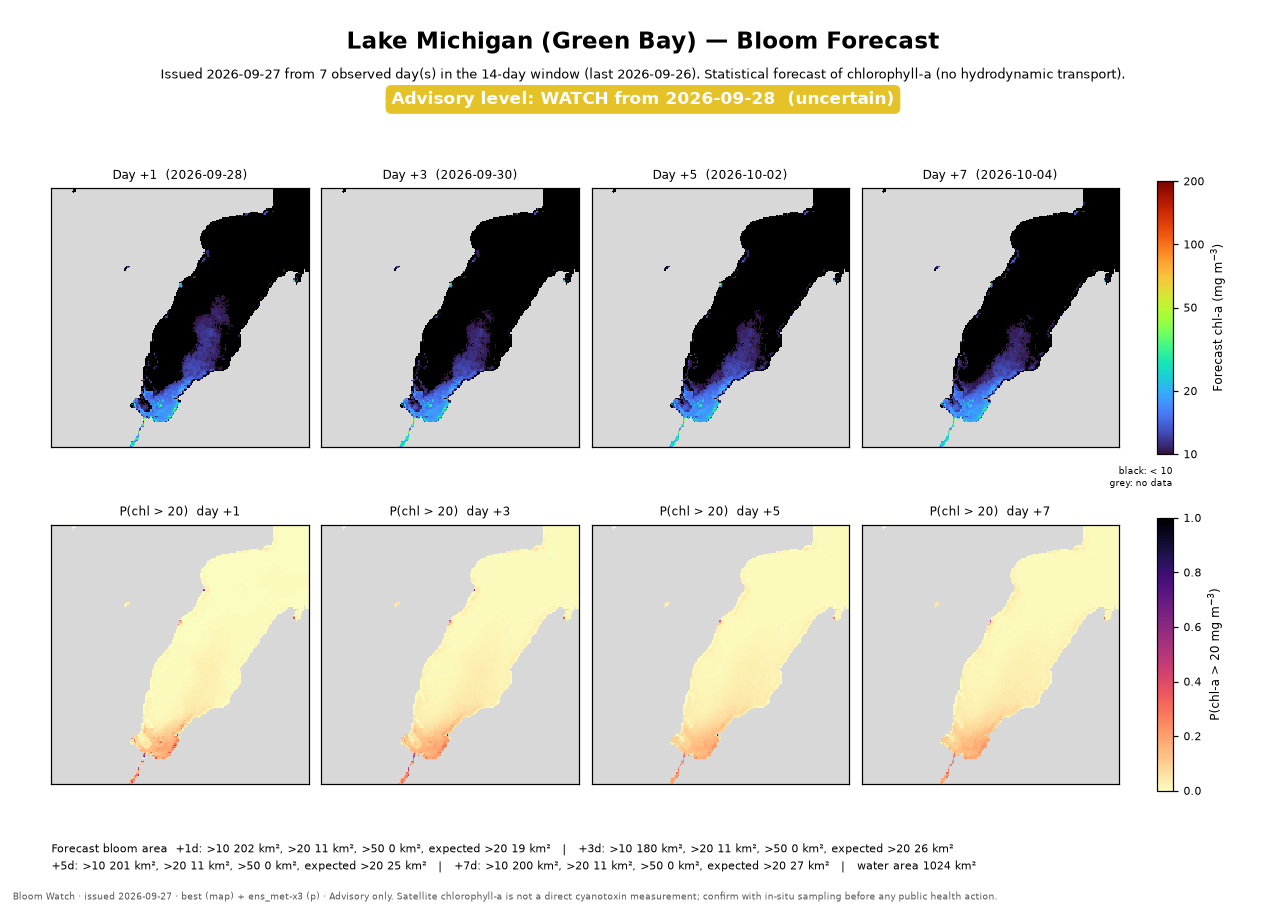 Lake Michigan (Green Bay) — Bloom Forecast
Issued 2026-09-27 from 7 observed day(s) in the 14-day window (last 2026-09-26). Statistical forecast of chlorophyll-a (no hydrodynamic transport).
Advisory level: WATCH from 2026-09-28  (uncertain)
Day +1  (2026-09-28)
Day +3  (2026-09-30)
Day +5  (2026-10-02)
Day +7  (2026-10-04)
200
100
50
20
10
Forecast chl-a (mg m⁻³)
black: < 10
grey: no data
P(chl > 20)  day +1
P(chl > 20)  day +3
P(chl > 20)  day +5
P(chl > 20)  day +7
1.0
0.8
0.6
0.4
0.2
0.0
P(chl-a > 20 mg m⁻³)
Forecast bloom area  +1d: >10 202 km², >20 11 km², >50 0 km², expected >20 19 km²   |   +3d: >10 180 km², >20 11 km², >50 0 km², expected >20 26 km²
+5d: >10 201 km², >20 11 km², >50 0 km², expected >20 25 km²   |   +7d: >10 200 km², >20 11 km², >50 0 km², expected >20 27 km²   |   water area 1024 km²
Bloom Watch · issued 2026-09-27 · best (map) + ens_met-x3 (p) · Advisory only. Satellite chlorophyll-a is not a direct cyanotoxin measurement; confirm with in-situ sampling before any public health action.